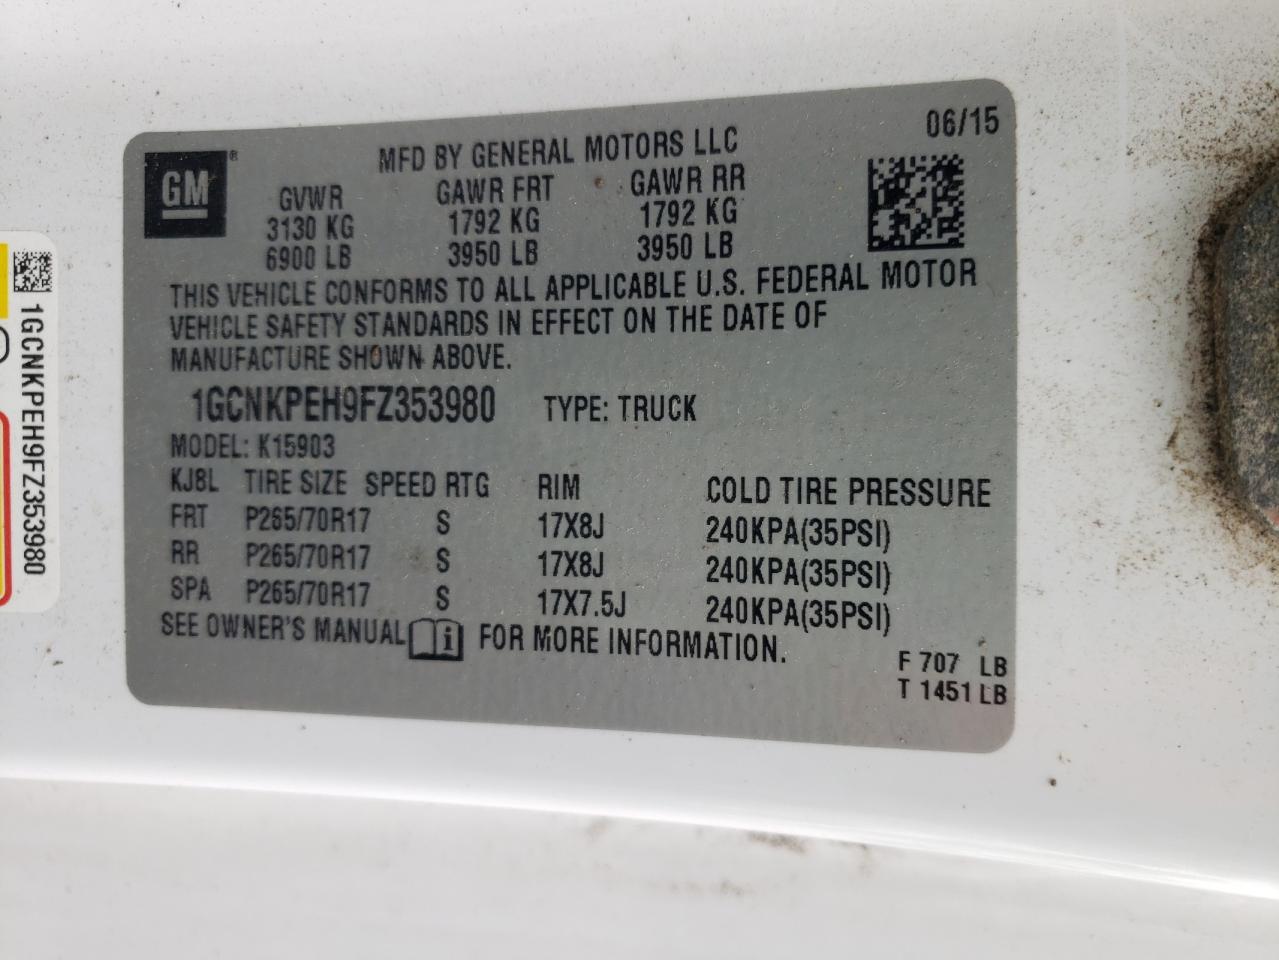 GM®
MFD BY GENERAL MOTORS LLC
06/15
GVWR GAWR FRT GAWR RR
3130 KG 1792 KG 1792 KG
6900 LB 3950 LB 3950 LB
THIS VEHICLE CONFORMS TO ALL APPLICABLE U.S. FEDERAL MOTOR
VEHICLE SAFETY STANDARDS IN EFFECT ON THE DATE OF
MANUFACTURE SHOWN ABOVE.
1GCNKPEH9FZ353980 TYPE: TRUCK
MODEL: K15903
KJ8L TIRE SIZE SPEED RTG RIM COLD TIRE PRESSURE
FRT P265/70R17 S 17X8J 240KPA(35PSI)
RR P265/70R17 S 17X8J 240KPA(35PSI)
SPA P265/70R17 S 17X7.5J 240KPA(35PSI)
SEE OWNER'S MANUAL i FOR MORE INFORMATION.
F 707 LB
T 1451 LB
1GCNKPEH9FZ353980